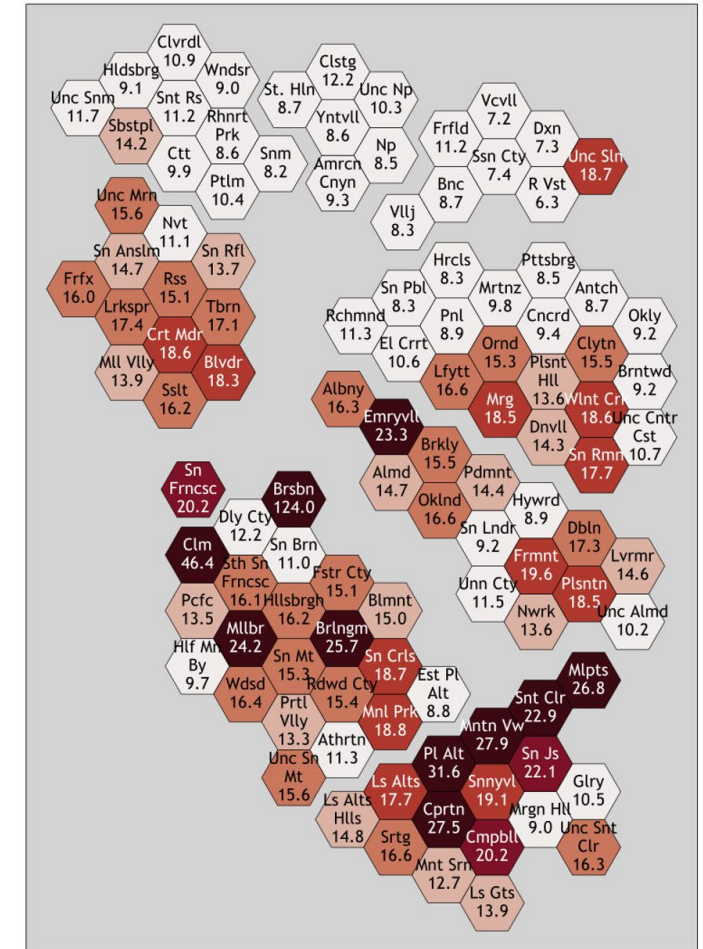 Clvrdl
10.9
Hldsbrg
9.1
Wndsr
9.0
Unc Snm
11.7
Snt Rs
11.2
Sbstpl
14.2
Rhnrt
Prk
8.6
Ctt
9.9
Snm
8.2
Ptlm
10.4
Clstg
12.2
St. Hln
8.7
Unc Np
10.3
Yntvll
8.6
Np
8.5
Amrcn
Cnyn
9.3
Vcvll
7.2
Frfld
11.2
Dxn
7.3
Ssn Cty
7.4
Unc Sln
18.7
Bnc
8.7
R Vst
6.3
Vllj
8.3
Unc Mrn
15.6
Nvt
11.1
Sn Anslm
14.7
Sn Rfl
13.7
Frfx
16.0
Rss
15.1
Lrkspr
17.4
Tbrn
17.1
Crt Mdr
18.6
Mll Vlly
13.9
Blvdr
18.3
Sslt
16.2
Hrcls
8.3
Pttsbrg
8.5
Sn Pbl
8.3
Mrtnz
9.8
Antch
8.7
Rchmnd
11.3
Pnl
8.9
Cncrd
9.4
Okly
9.2
El Crrt
10.6
Ornd
15.3
Clytn
15.5
Lfytt
16.6
Plsnt
Hll
13.6
Brntwd
9.2
Mrg
18.5
Wlnt Crk
18.6
Dnvll
14.3
Unc Cntr
Cst
10.7
Sn Rmn
17.7
Albny
16.3
Emryvll
23.3
Brkly
15.5
Almd
14.7
Pdmnt
14.4
Oklnd
16.6
Hywrd
8.9
Sn Lndr
9.2
Dbln
17.3
Frmnt
19.6
Lvrmr
14.6
Unn Cty
11.5
Plsntn
18.5
Nwrk
13.6
Unc Almd
10.2
Sn
Frncsc
20.2
Brsbn
124.0
Dly Cty
12.2
Clm
46.4
Sn Brn
11.0
Sth Sn
Frncsc
16.1
Fstr Cty
15.1
Pcfc
13.5
Hllsbrgh
16.2
Blmnt
15.0
Mllbr
24.2
Brlngm
25.7
Hlf Mn
By
9.7
Sn Mt
15.3
Sn Crls
18.7
Wdsd
16.4
Rdwd Cty
15.4
Est Pl
Alt
8.8
Prtl
Vlly
13.3
Mnl Prk
18.8
Athrtn
11.3
Unc Sn
Mt
15.6
Mlpts
26.8
Snt Clr
22.9
Mntn Vw
27.9
Pl Alt
31.6
Sn Js
22.1
Ls Alts
17.7
Snnyvl
19.1
Glry
10.5
Ls Alts
Hlls
14.8
Cprtn
27.5
Mrgn Hll
9.0
Srtg
16.6
Cmpbll
20.2
Unc Snt
Clr
16.3
Mnt Srn
12.7
Ls Gts
13.9